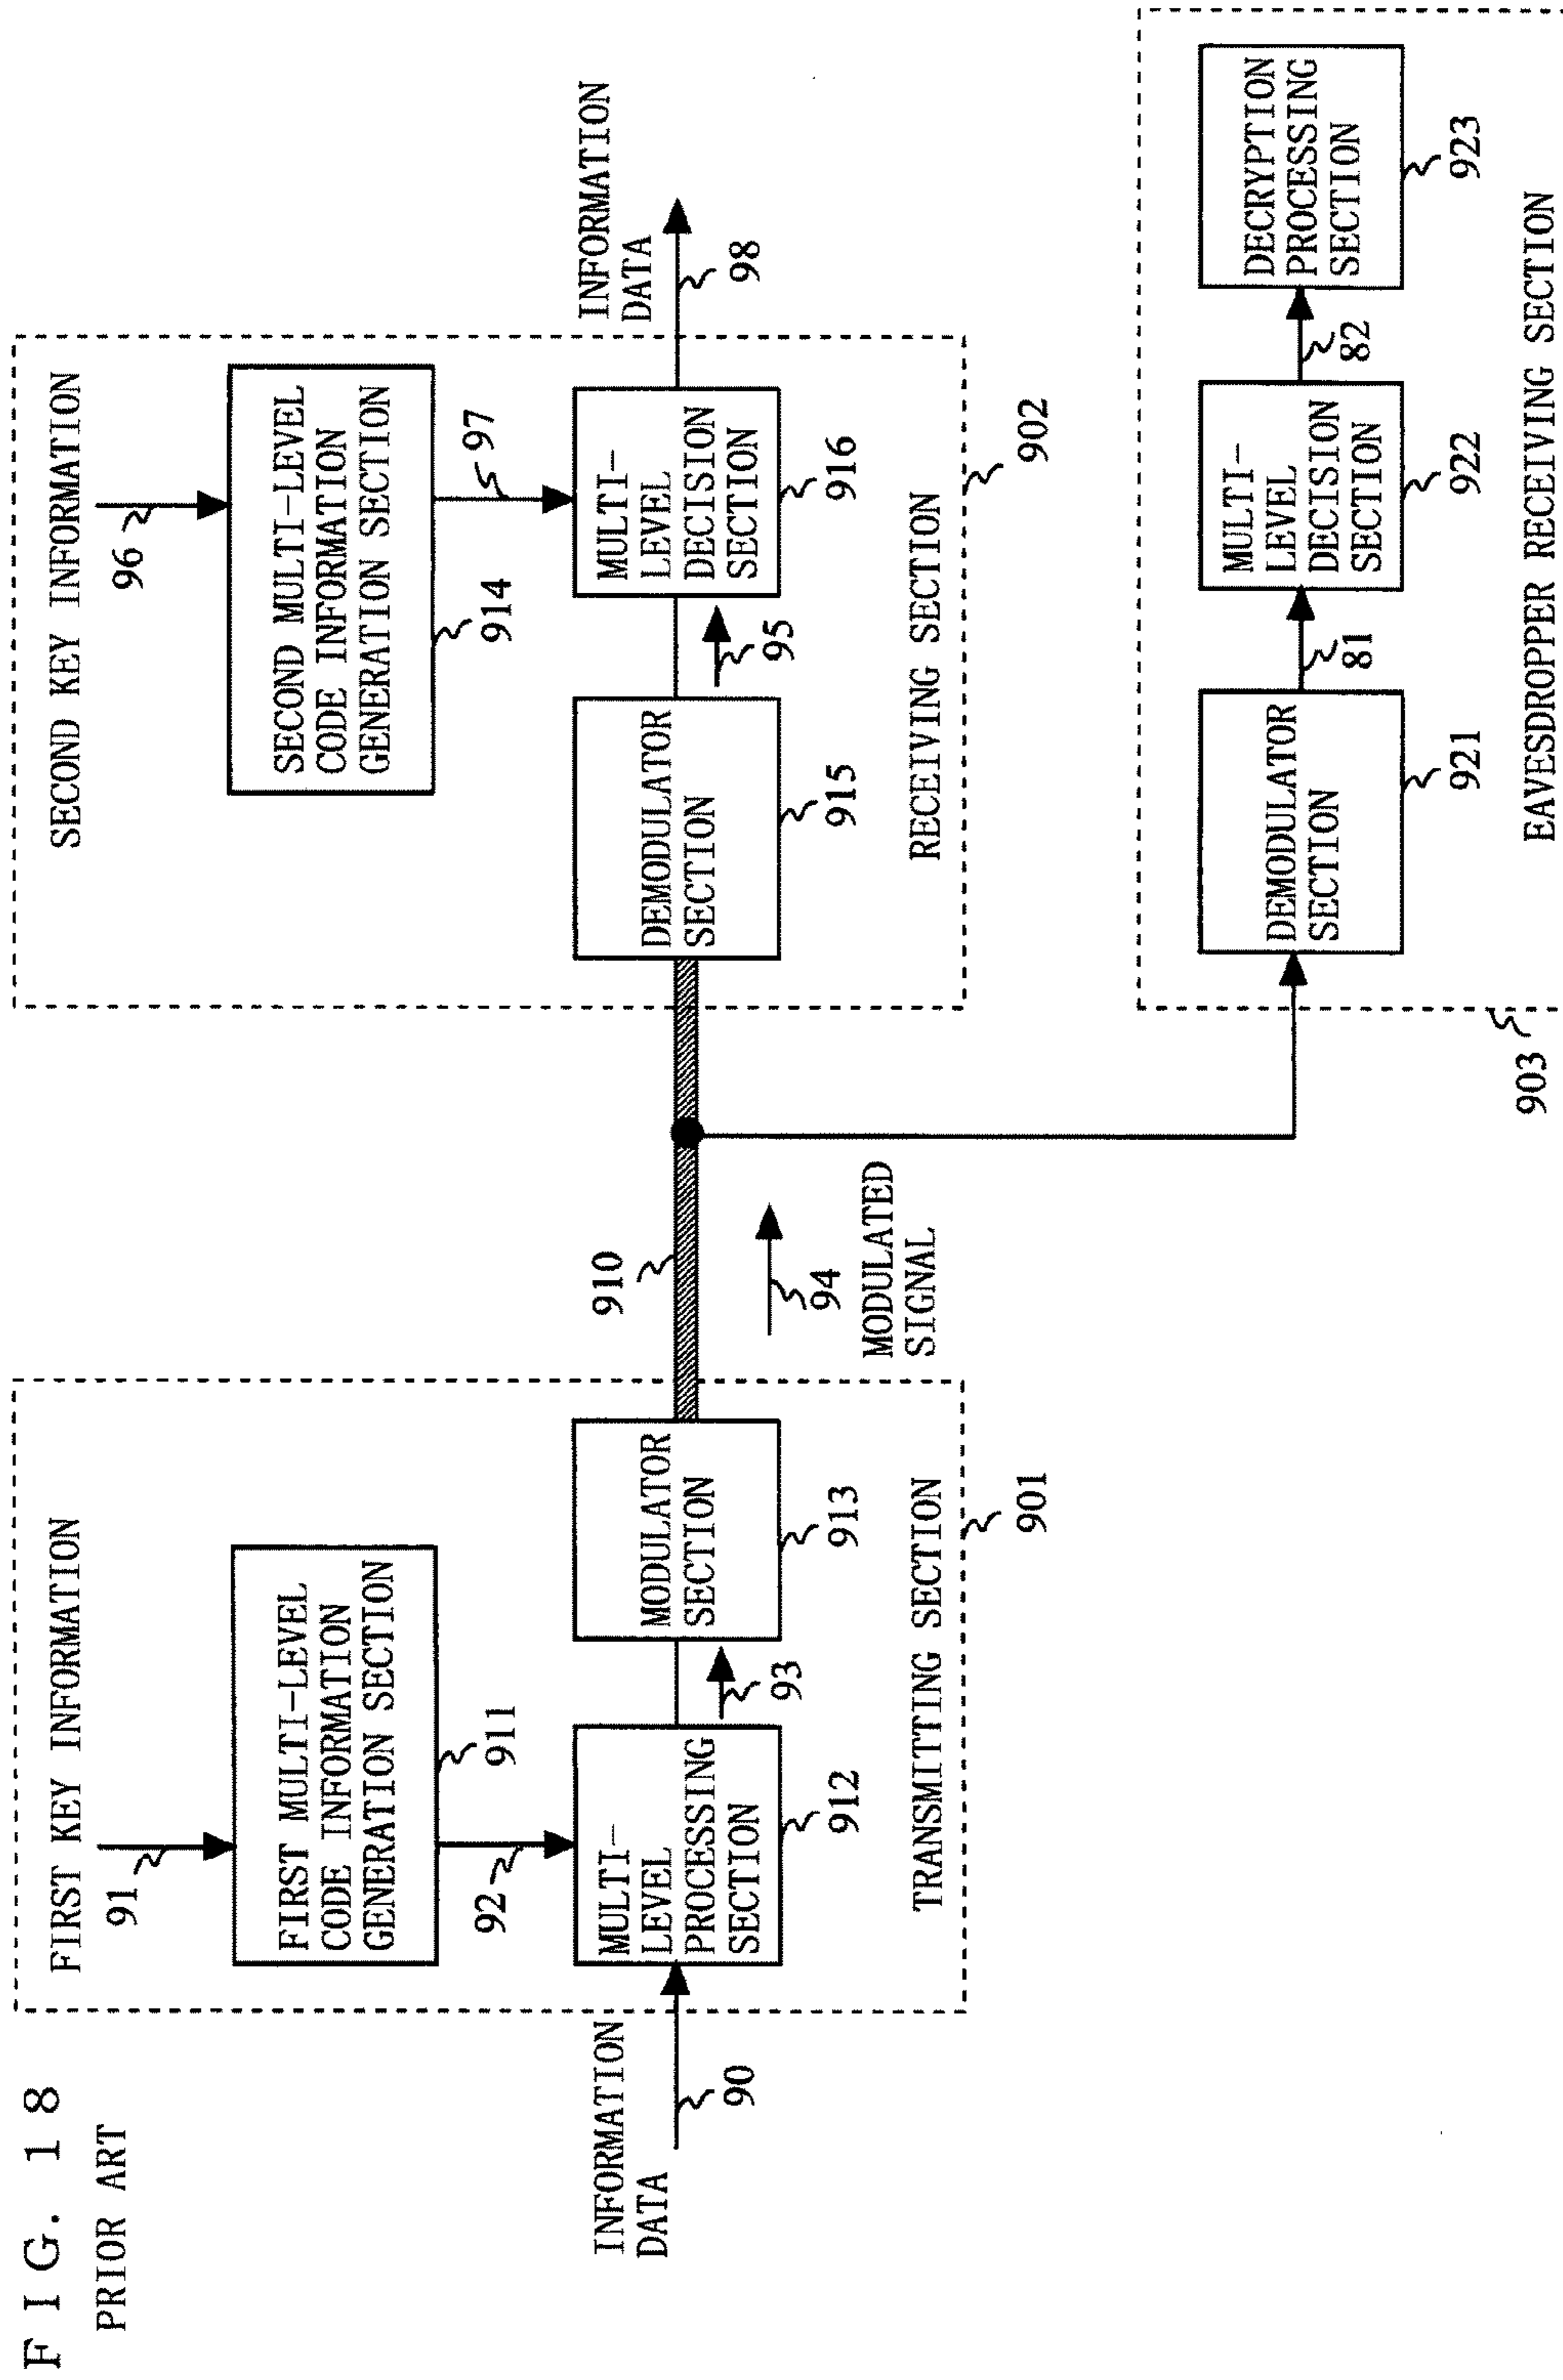 F I G. 1 8
PRIOR ART
FIRST KEY INFORMATION
91
FIRST MULTI-LEVEL
CODE INFORMATION
GENERATION SECTION
911
92
INFORMATION
DATA
90
MULTI-
LEVEL
PROCESSING
SECTION
912
93
MODULATOR
SECTION
913
TRANSMITTING SECTION
901
910
94
MODULATED
SIGNAL
SECOND KEY INFORMATION
96
SECOND MULTI-LEVEL
CODE INFORMATION
GENERATION SECTION
914
97
DEMODULATOR
SECTION
915
95
MULTI-
LEVEL
DECISION
SECTION
916
INFORMATION
DATA
98
RECEIVING SECTION
902
DEMODULATOR
SECTION
921
81
MULTI-
LEVEL
DECISION
SECTION
922
82
DECRYPTION
PROCESSING
SECTION
923
903
EAVESDROPPER RECEIVING SECTION